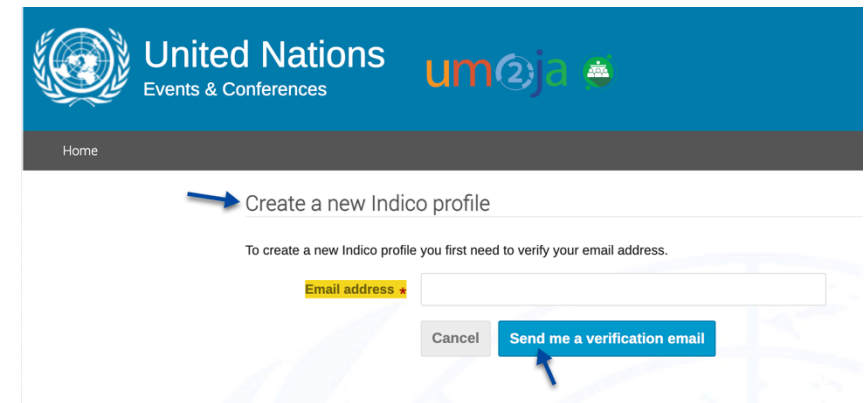 United Nations
Events & Conferences
um2ja
Home
Create a new Indico profile
To create a new Indico profile you first need to verify your email address.
Email address *
Cancel
Send me a verification email